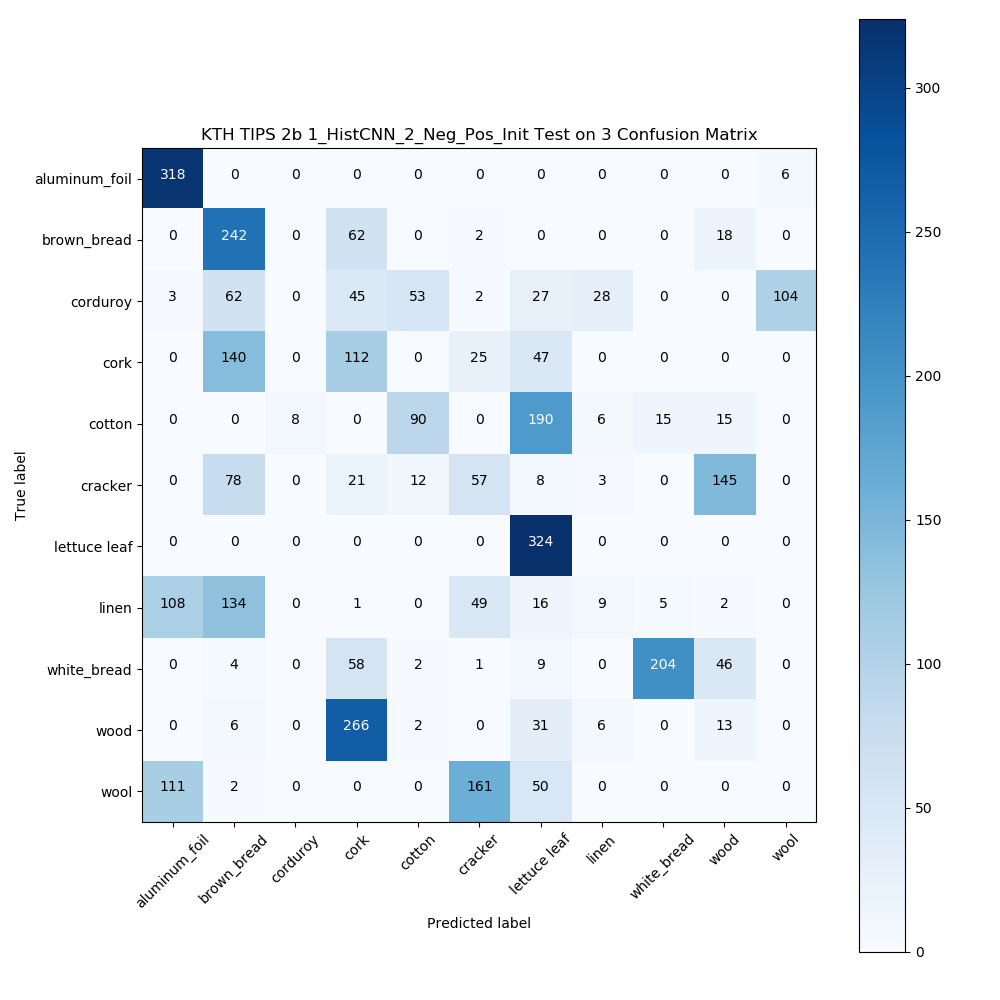 KTH TIPS 2b 1_HistCNN_2_Neg_Pos_Init Test on 3 Confusion Matrix
True label
aluminum_foil 318 0 0 0 0 0 0 0 0 0 6
brown_bread 0 242 0 62 0 2 0 0 0 18 0
corduroy 3 62 0 45 53 2 27 28 0 0 104
cork 0 140 0 112 0 25 47 0 0 0 0
cotton 0 0 8 0 90 0 190 6 15 15 0
cracker 0 78 0 21 12 57 8 3 0 145 0
lettuce leaf 0 0 0 0 0 0 324 0 0 0 0
linen 108 134 0 1 0 49 16 9 5 2 0
white_bread 0 4 0 58 2 1 9 0 204 46 0
wood 0 6 0 266 2 0 31 6 0 13 0
wool 111 2 0 0 0 161 50 0 0 0 0
aluminum_foil brown_bread corduroy cork cotton cracker lettuce leaf linen white_bread wood wool
Predicted label
300
250
200
150
100
50
0